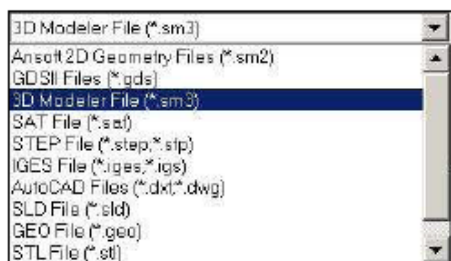 3D Modeler File (*.sm3)
Ansoft 2D Geometry Files (*.sm2)
GDSII Files (*.gds)
3D Modeler File (*.sm3)
SAT File (*.sat)
STEP File (*.step;*.stp)
IGES File (*.iges;*.igs)
AutoCAD Files (*.dxf;*.dwg)
SLD File (*.sld)
GEO File (*.geo)
STL File (*.stl)